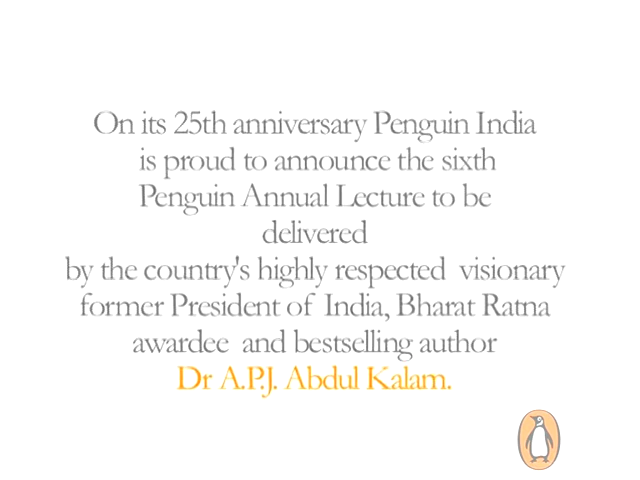 On its 25th anniversary Penguin India
is proud to announce the sixth
Penguin Annual Lecture to be
delivered
by the country's highly respected visionary
former President of India, Bharat Ratna
awardee and bestselling author
Dr A.P.J. Abdul Kalam.